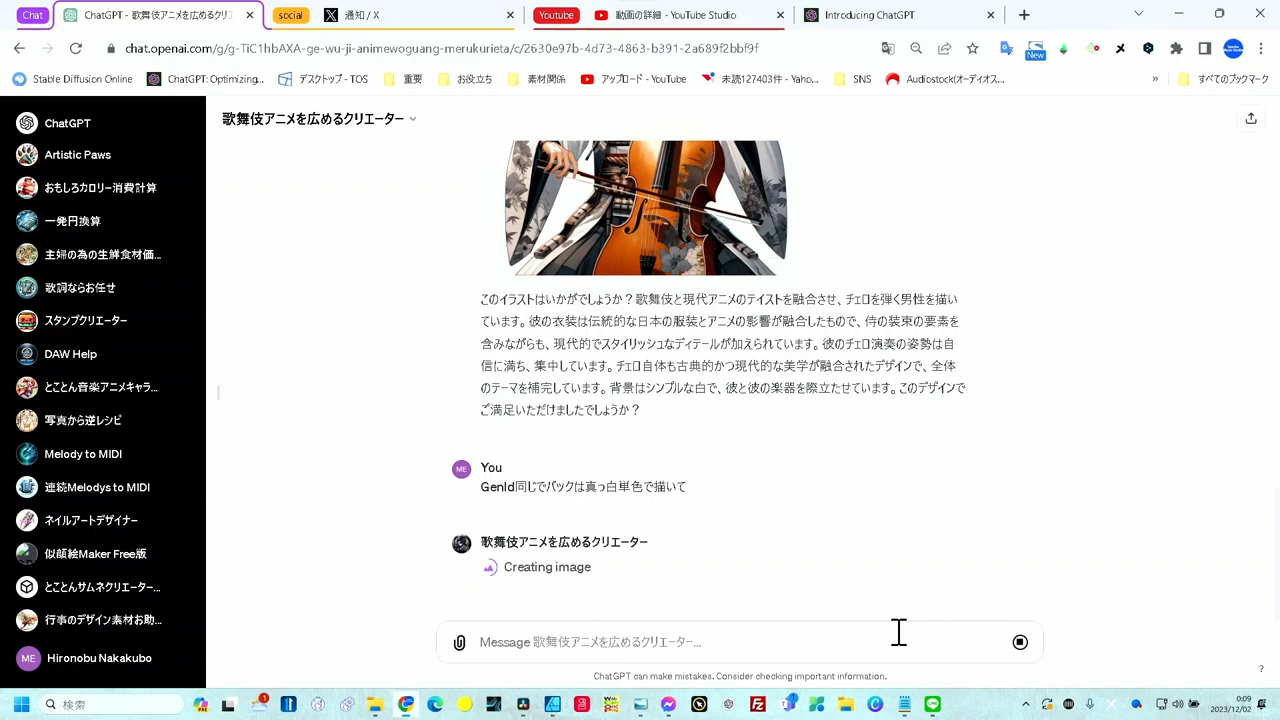 Chat
ChatGPT - 歌舞伎アニメを広めるクリエ
social
通知 / X
Youtube
動画の詳細 - YouTube Studio
Introducing ChatGPT
chat.openai.com/g/g-TiC1hbAXA-ge-wu-ji-animewoguang-merukurieta/c/2630e97b-4d73-4863-b391-2a689f2bbf9f
New
Stable Diffusion Online
ChatGPT: Optimizing...
デスクトップ - TOS
重要
お役立ち
素材関係
アップロード - YouTube
未読127403件 - Yaho...
SNS
Audiostock(オーディオス...
»
すべてのブックマーク
ChatGPT
Artistic Paws
おもしろカロリー消費計算
一発円換算
主婦の為の生鮮食材価...
歌詞ならお任せ
スタンプクリエーター
DAW Help
とことん音楽アニメキャラ...
写真から逆レシピ
Melody to MIDI
連続Melodys to MIDI
ネイルアートデザイナー
似顔絵Maker Free版
とことんサムネクリエーター...
行事のデザイン素材お助...
ME Hironobu Nakakubo
歌舞伎アニメを広めるクリエーター
このイラストはいかがでしょうか？歌舞伎と現代アニメのテイストを融合させ、チェロを弾く男性を描い
ています。彼の衣装は伝統的な日本の服装とアニメの影響が融合したもので、侍の装束の要素を
含みながらも、現代的でスタイリッシュなディテールが加えられています。彼のチェロ演奏の姿勢は自
信に満ち、集中しています。チェロ自体も古典的かつ現代的な美学が融合されたデザインで、全体
のテーマを補完しています。背景はシンプルな白で、彼と彼の楽器を際立たせています。このデザインで
ご満足いただけましたでしょうか？
ME You
GenId同じでバックは真っ白単色で描いて
歌舞伎アニメを広めるクリエーター
Creating image
Message 歌舞伎アニメを広めるクリエーター...
ChatGPT can make mistakes. Consider checking important information.
?
検索
1
0:09
2023/12/02